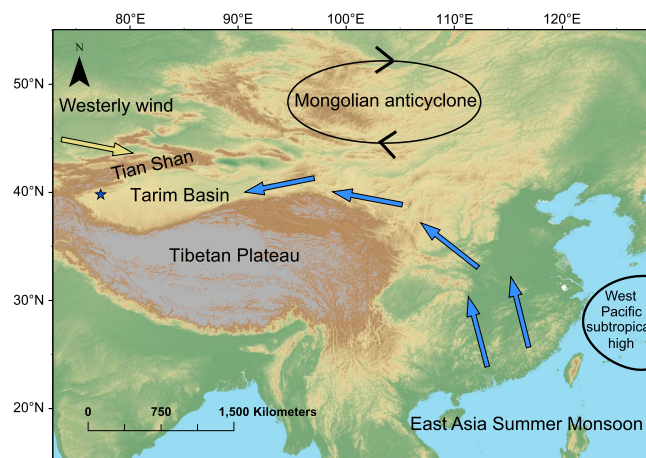 80°E 90°E 100°E 110°E 120°E
N
50°N
Westerly wind
Mongolian anticyclone
Tian Shan
40°N
Tarim Basin
Tibetan Plateau
30°N
West
Pacific
subtropica
high
20°N
0 750 1,500 Kilometers
East Asia Summer Monsoon